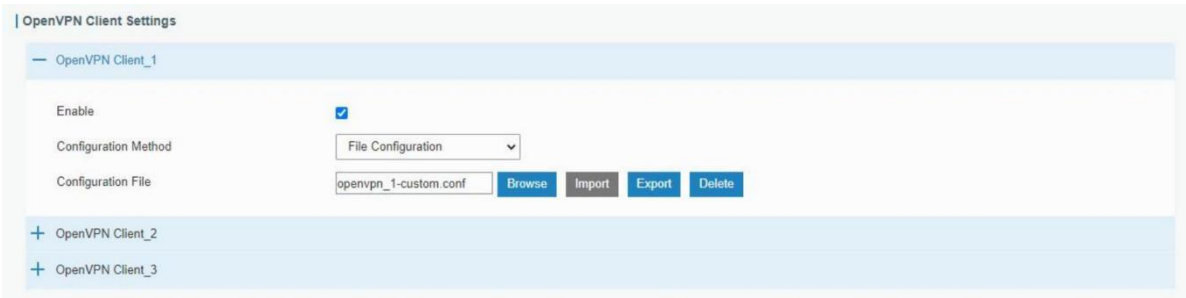 OpenVPN Client Settings
OpenVPN Client_1
Enable
Configuration Method File Configuration
Configuration File openvpn_1-custom.conf Browse Import Export Delete
OpenVPN Client_2
OpenVPN Client_3